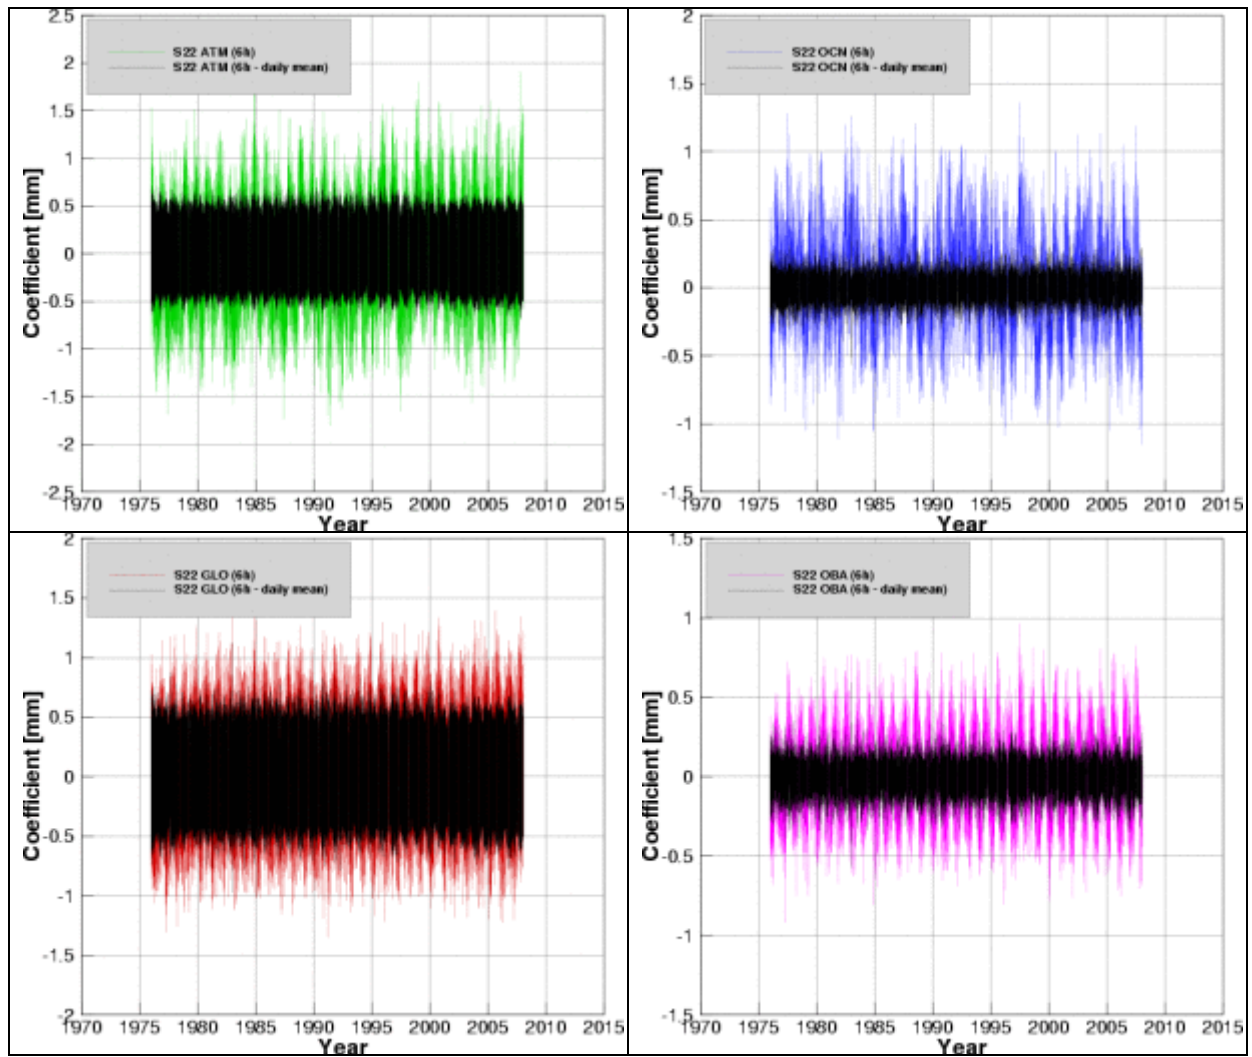 2.5
S22 ATM (6h)
S22 ATM (6h - daily mean)
2
1.5
1
0.5
0
-0.5
-1
-1.5
-2
-2.5
Coefficient [mm]
1970 1975 1980 1985 1990 1995 2000 2005 2010 2015
Year
2
S22 OCN (6h)
S22 OCN (6h - daily mean)
1.5
1
0.5
0
-0.5
-1
-1.5
Coefficient [mm]
1970 1975 1980 1985 1990 1995 2000 2005 2010 2015
Year
2
S22 GLO (6h)
S22 GLO (6h - daily mean)
1.5
1
0.5
0
-0.5
-1
-1.5
-2
Coefficient [mm]
1970 1975 1980 1985 1990 1995 2000 2005 2010 2015
Year
1.5
S22 OBA (6h)
S22 OBA (6h - daily mean)
1
0.5
0
-0.5
-1
-1.5
Coefficient [mm]
1970 1975 1980 1985 1990 1995 2000 2005 2010 2015
Year